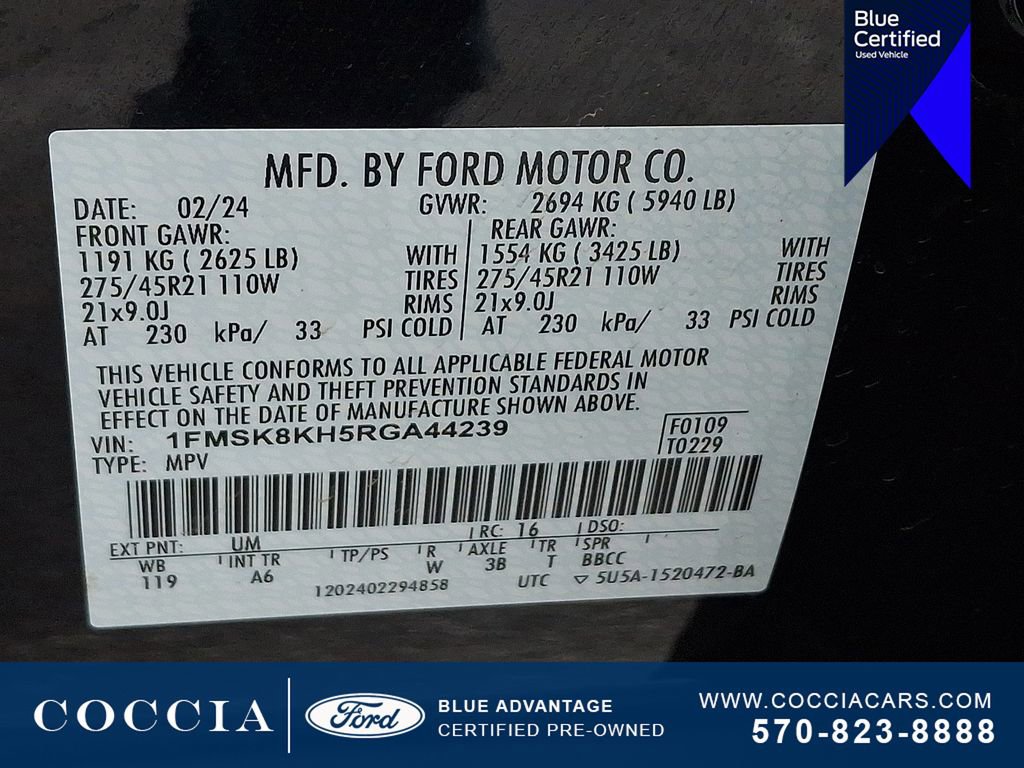 Blue
Certified
Used Vehicle
MFD. BY FORD MOTOR CO.
DATE: 02/24 GVWR: 2694 KG ( 5940 LB)
FRONT GAWR: REAR GAWR:
1191 KG ( 2625 LB) WITH 1554 KG ( 3425 LB) WITH
275/45R21 110W TIRES 275/45R21 110W TIRES
21x9.0J RIMS 21x9.0J RIMS
AT 230 kPa/ 33 PSI COLD AT 230 kPa/ 33 PSI COLD
THIS VEHICLE CONFORMS TO ALL APPLICABLE FEDERAL MOTOR
VEHICLE SAFETY AND THEFT PREVENTION STANDARDS IN
EFFECT ON THE DATE OF MANUFACTURE SHOWN ABOVE.
VIN: 1FMSK8KH5RGA44239 F0109
TYPE: MPV T0229
EXT PNT: UM RC: 16 DSO:
WB INT TR TP/PS R AXLE TR SPR
119 A6 W 3B T BBCC
1202402294858 UTC ▽ 5U5A-1520472-BA
COCCIA Ford BLUE ADVANTAGE
CERTIFIED PRE-OWNED
WWW.COCCIACARS.COM
570-823-8888